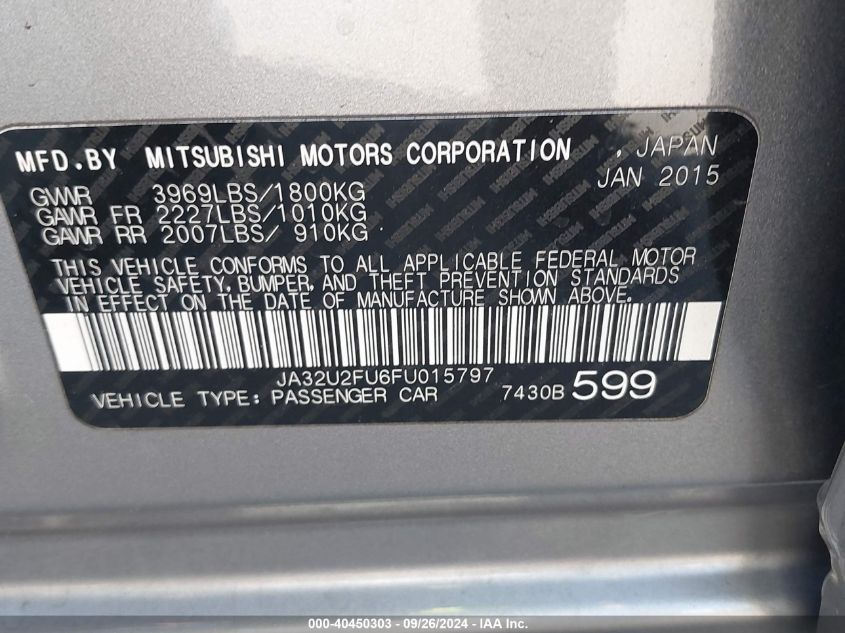 MFD.BY MITSUBISHI MOTORS CORPORATION , JAPAN
JAN 2015
GVWR 3969LBS/1800KG
GAWR FR 2227LBS/1010KG
GAWR RR 2007LBS/ 910KG
THIS VEHICLE CONFORMS TO ALL APPLICABLE FEDERAL MOTOR
VEHICLE SAFETY,BUMPER,AND THEFT PREVENTION STANDARDS
IN EFFECT ON THE DATE OF MANUFACTURE SHOWN ABOVE.
JA32U2FU6FU015797
VEHICLE TYPE: PASSENGER CAR 7430B 599
000-40450303 - 09/26/2024 - IAA Inc.